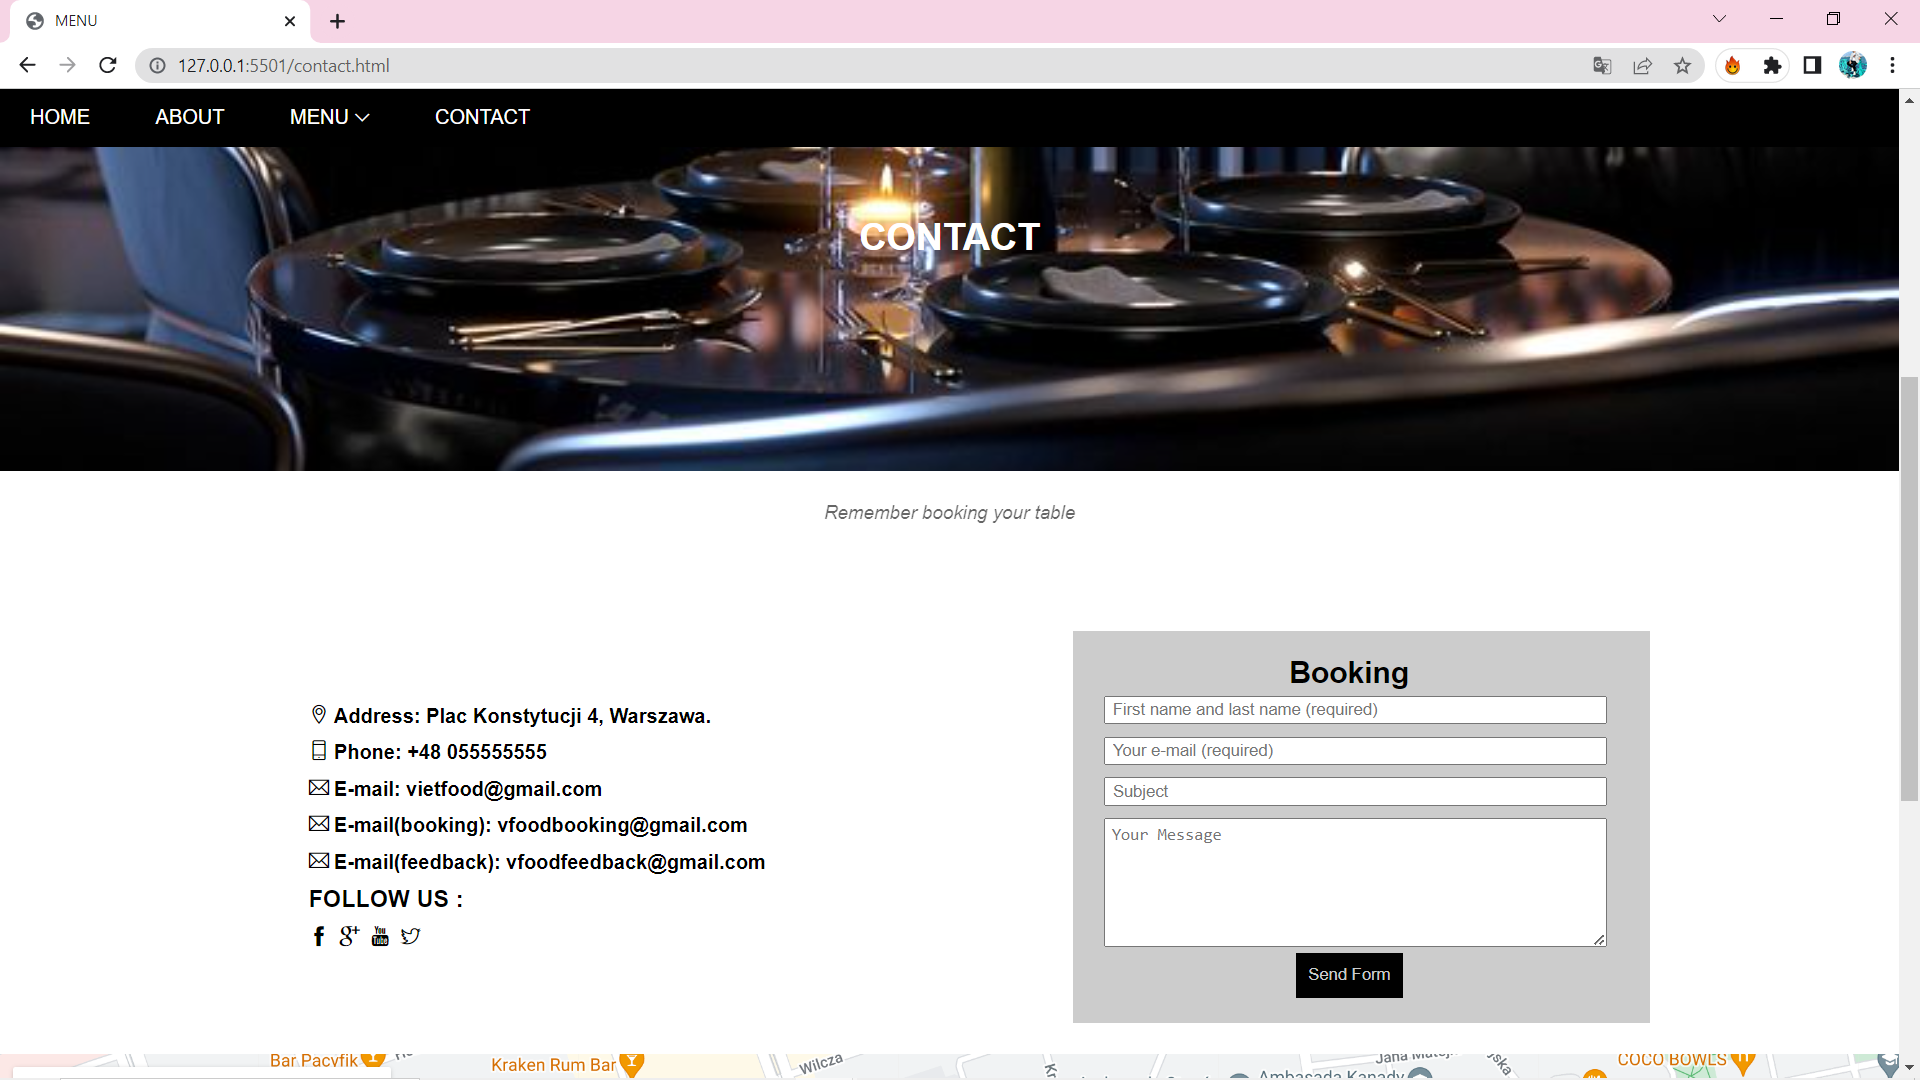 MENU
127.0.0.1:5501/contact.html
HOME ABOUT MENU CONTACT
CONTACT
Remember booking your table
Address: Plac Konstytucji 4, Warszawa.
Phone: +48 055555555
E-mail: vietfood@gmail.com
E-mail(booking): vfoodbooking@gmail.com
E-mail(feedback): vfoodfeedback@gmail.com
FOLLOW US :
f g+ You Tube
Booking
First name and last name (required)
Your e-mail (required)
Subject
Your Message
Send Form
Bar Pacyfik
Kraken Rum Bar
Wilcza
Ambasada Kanady
COCO BOWLS